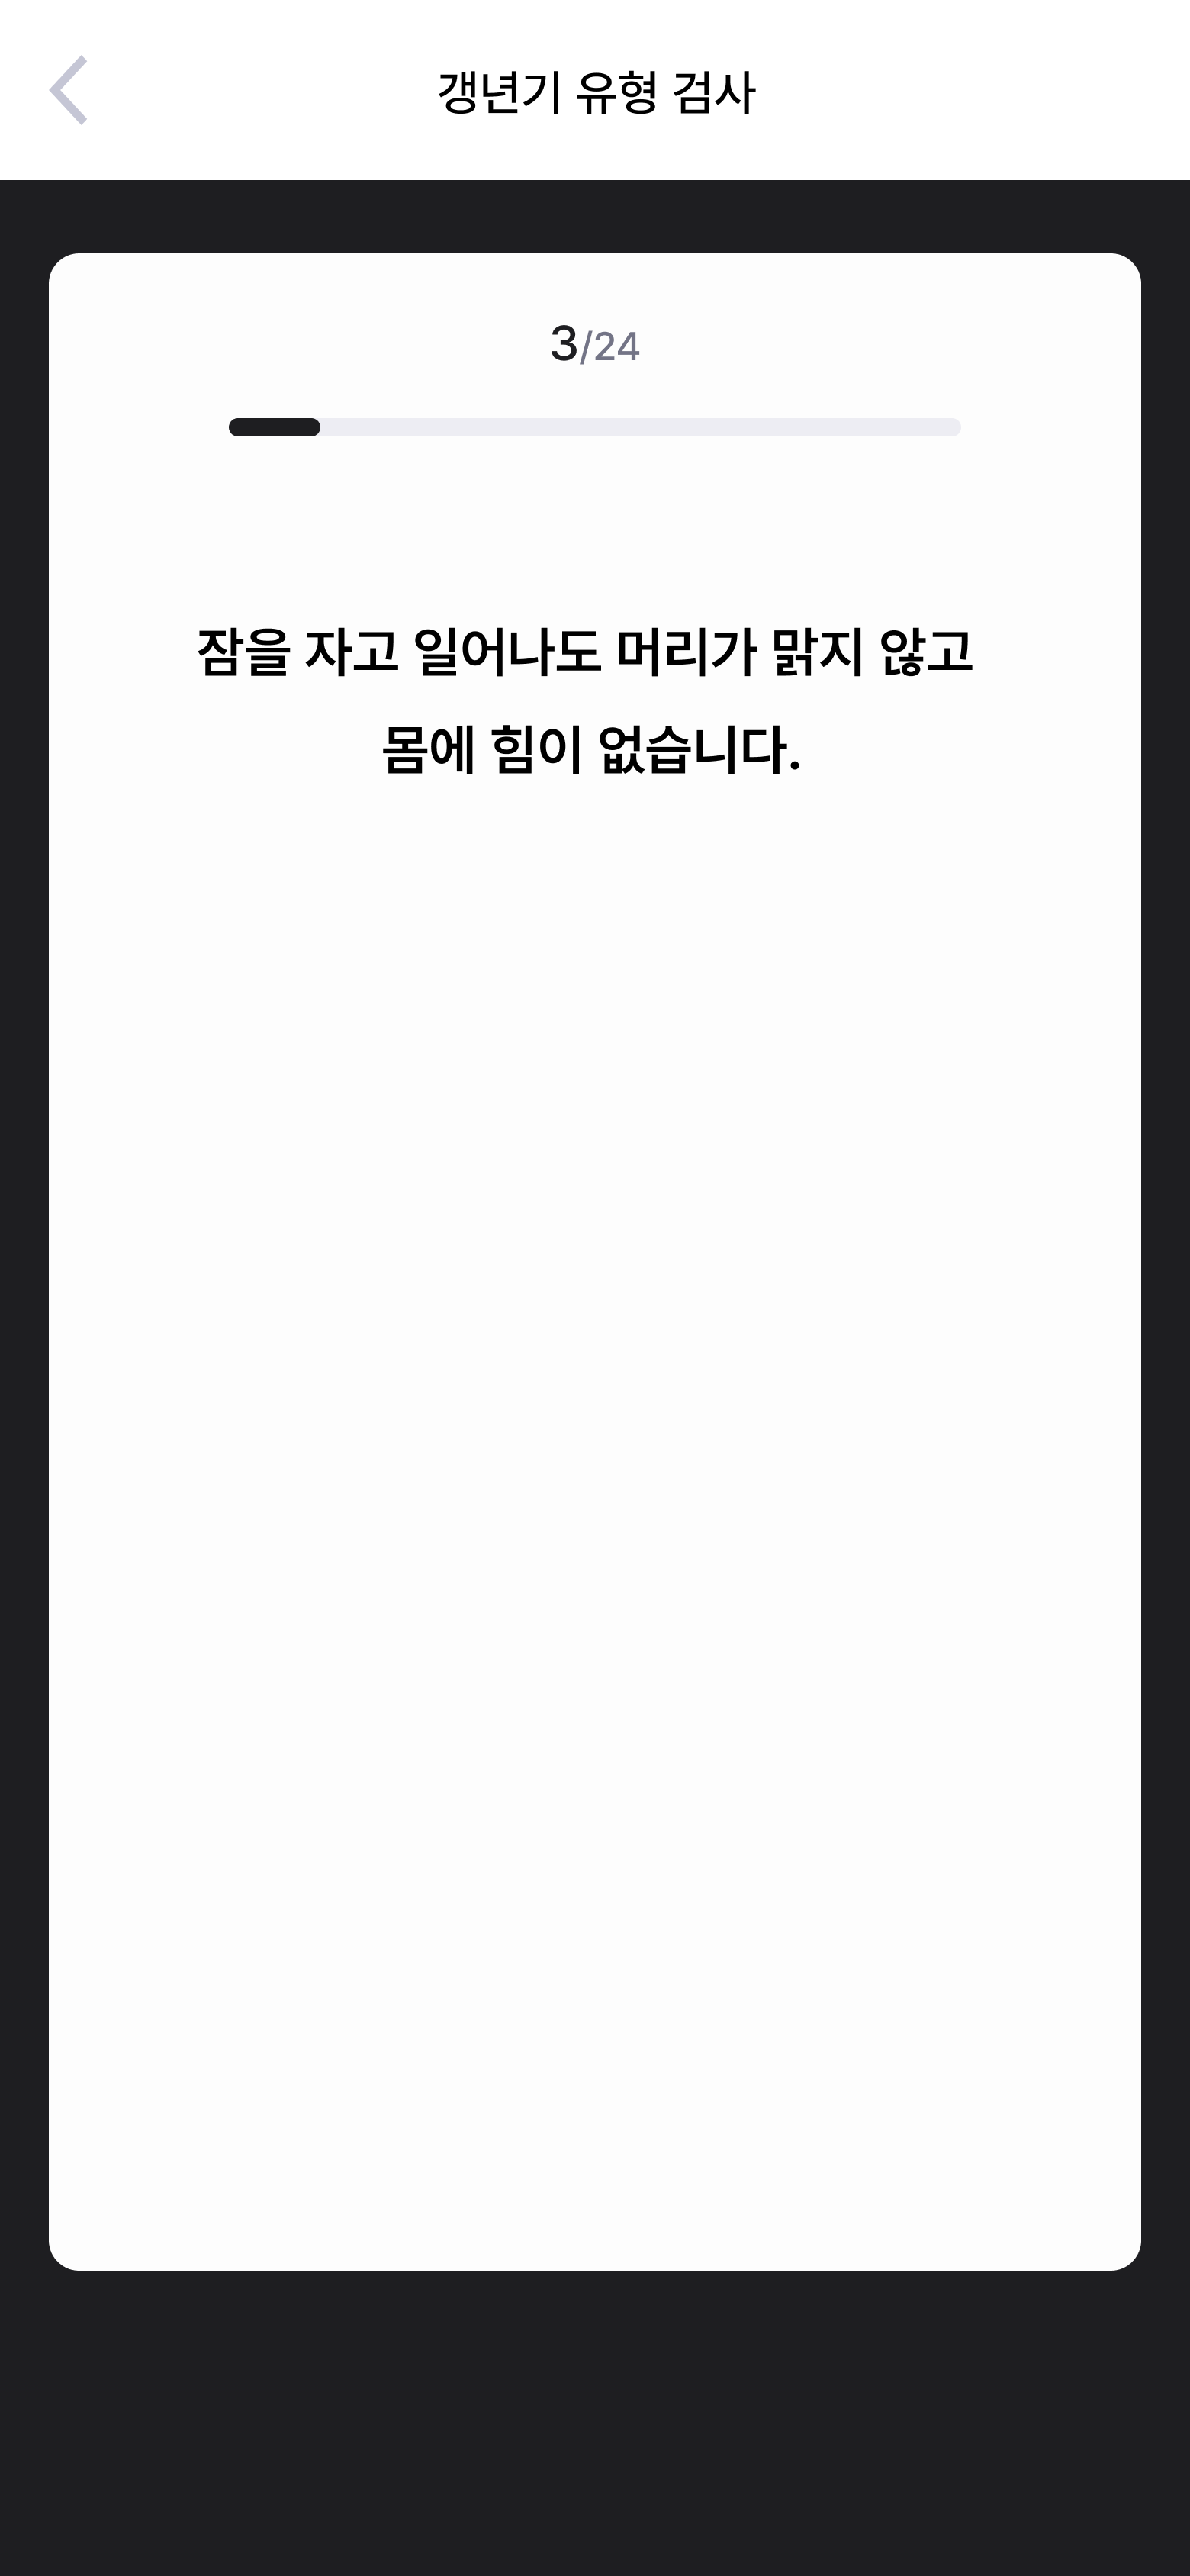 갱년기 유형 검사
3/24
잠을 자고 일어나도 머리가 맑지 않고
몸에 힘이 없습니다.